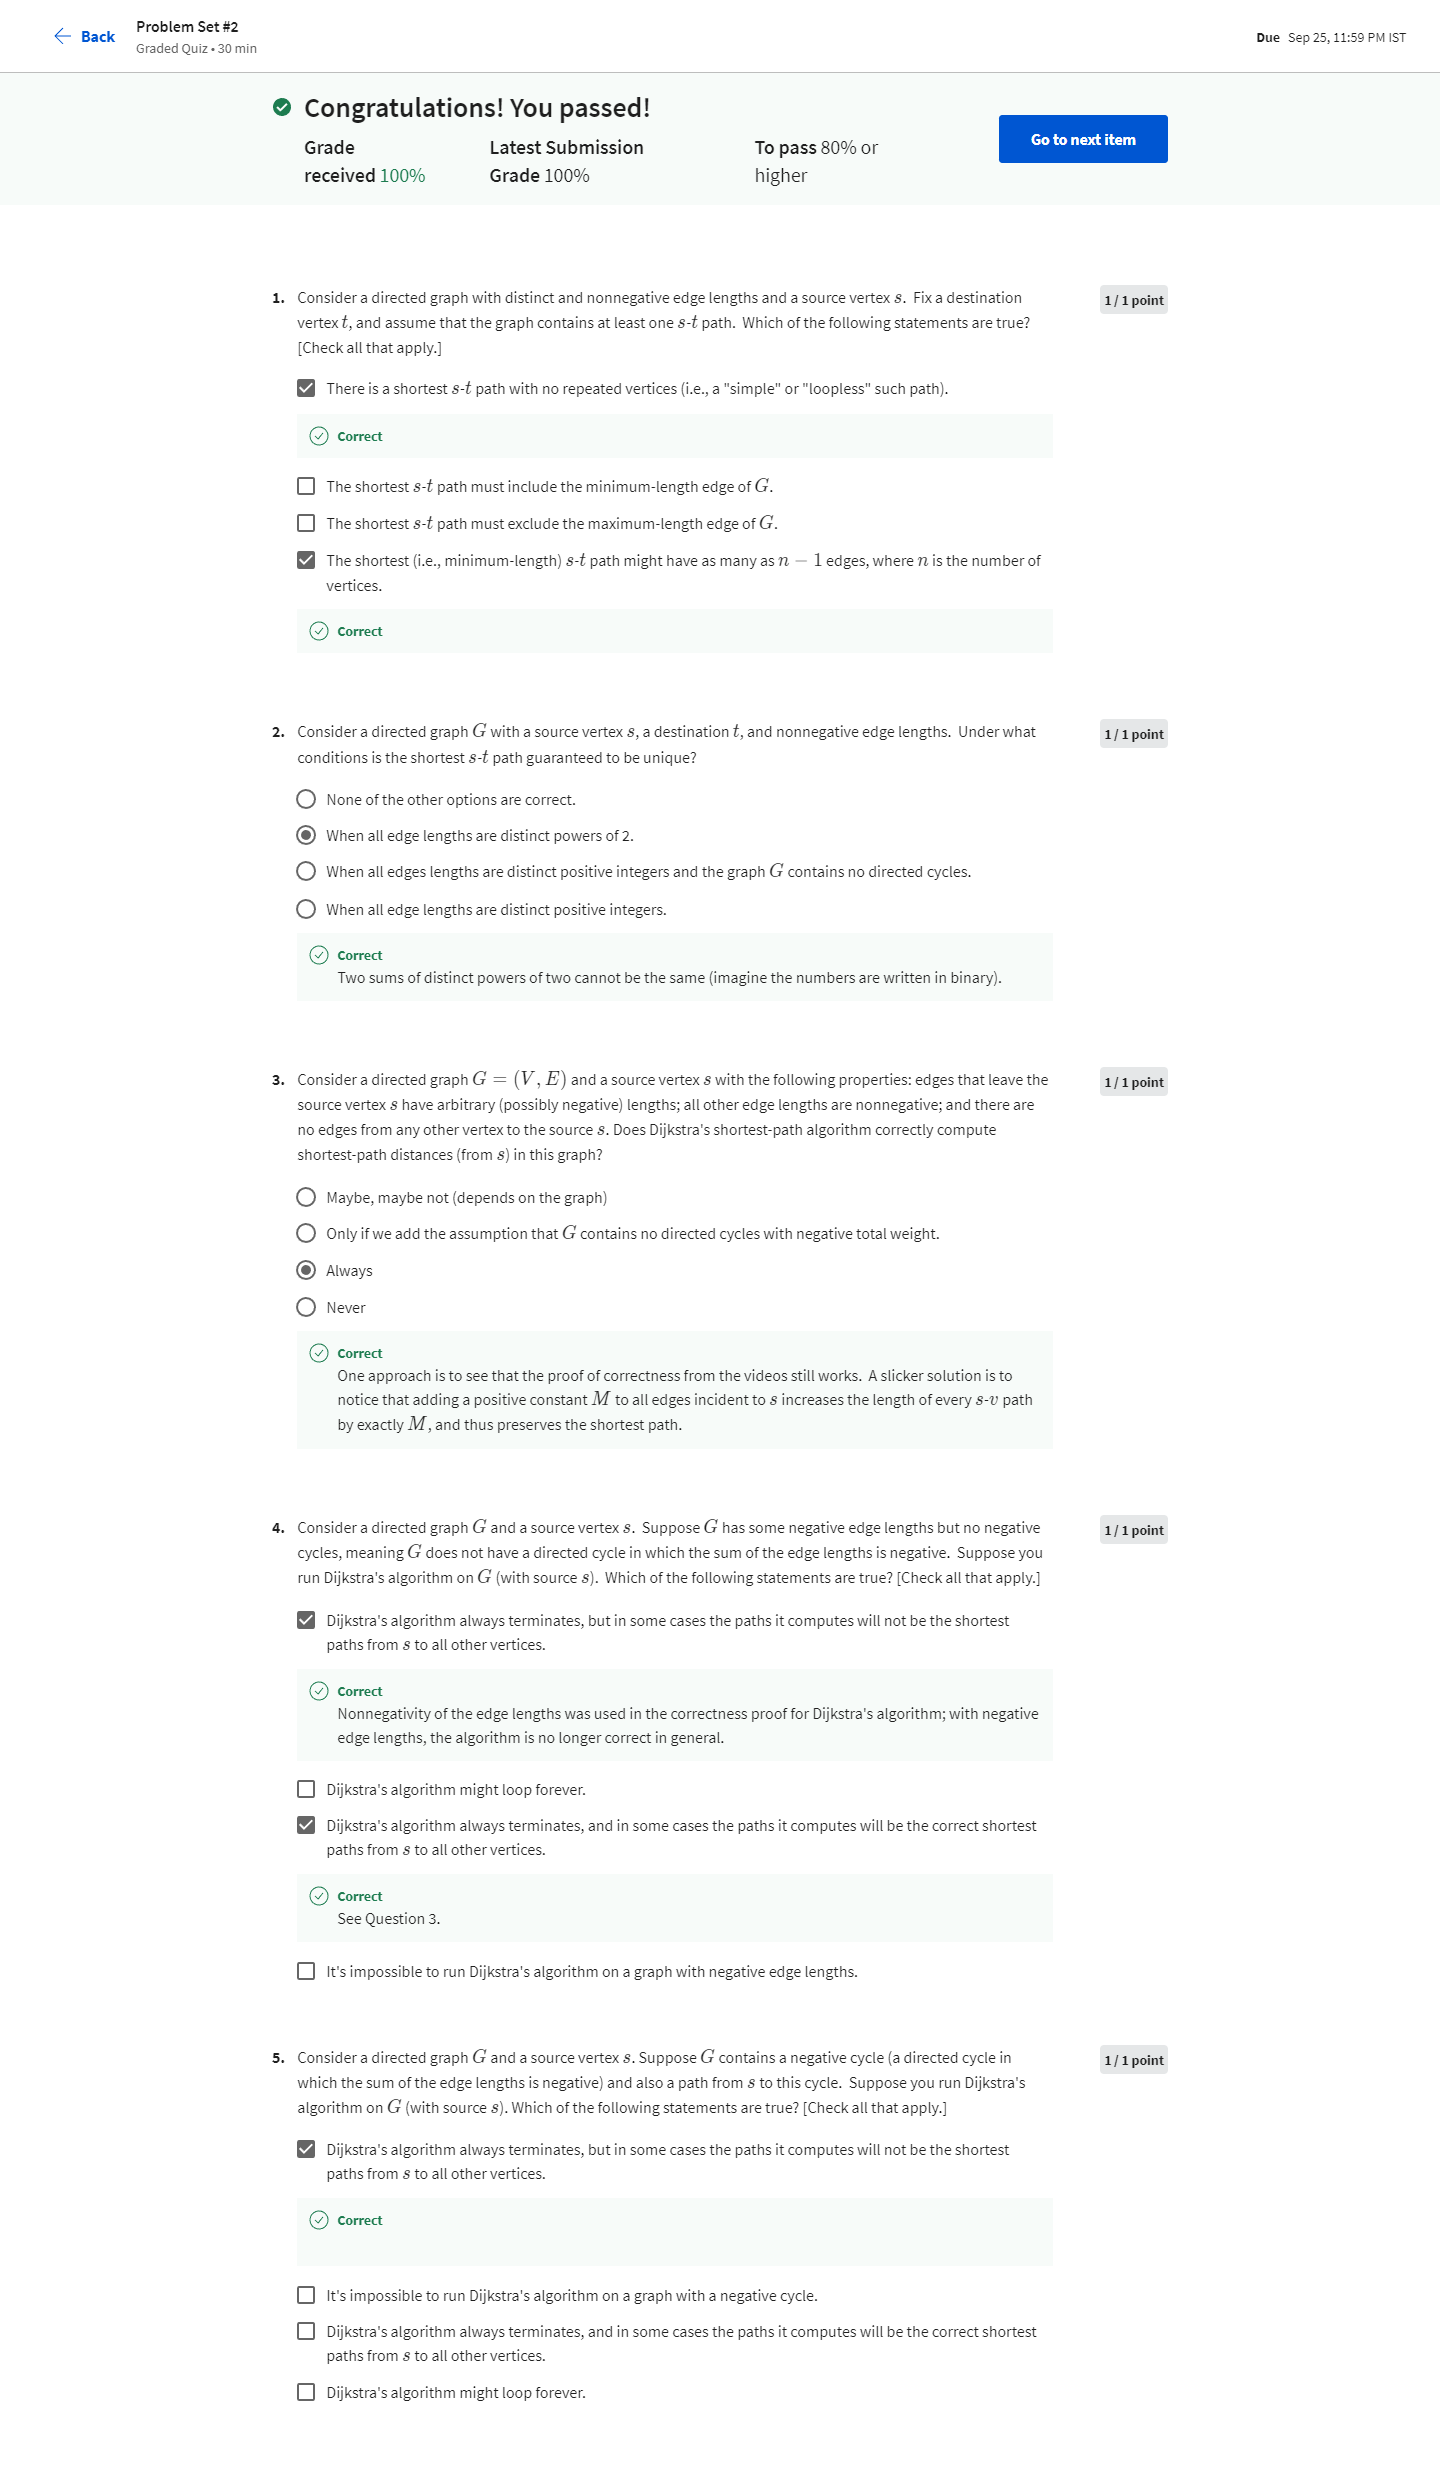 Back
Problem Set #2
Graded Quiz • 30 min
Due Sep 25, 11:59 PM IST
Congratulations! You passed!
Grade
received 100%
Latest Submission
Grade 100%
To pass 80% or
higher
Go to next item
1. Consider a directed graph with distinct and nonnegative edge lengths and a source vertex s. Fix a destination
vertex t, and assume that the graph contains at least one s-t path. Which of the following statements are true?
[Check all that apply.]
1 / 1 point
There is a shortest s-t path with no repeated vertices (i.e., a "simple" or "loopless" such path).
Correct
The shortest s-t path must include the minimum-length edge of G.
The shortest s-t path must exclude the maximum-length edge of G.
The shortest (i.e., minimum-length) s-t path might have as many as n − 1 edges, where n is the number of
vertices.
Correct
2. Consider a directed graph G with a source vertex s, a destination t, and nonnegative edge lengths. Under what
conditions is the shortest s-t path guaranteed to be unique?
1 / 1 point
None of the other options are correct.
When all edge lengths are distinct powers of 2.
When all edges lengths are distinct positive integers and the graph G contains no directed cycles.
When all edge lengths are distinct positive integers.
Correct
Two sums of distinct powers of two cannot be the same (imagine the numbers are written in binary).
3. Consider a directed graph G = (V, E) and a source vertex s with the following properties: edges that leave the
source vertex s have arbitrary (possibly negative) lengths; all other edge lengths are nonnegative; and there are
no edges from any other vertex to the source s. Does Dijkstra's shortest-path algorithm correctly compute
shortest-path distances (from s) in this graph?
1 / 1 point
Maybe, maybe not (depends on the graph)
Only if we add the assumption that G contains no directed cycles with negative total weight.
Always
Never
Correct
One approach is to see that the proof of correctness from the videos still works. A slicker solution is to
notice that adding a positive constant M to all edges incident to s increases the length of every s-v path
by exactly M, and thus preserves the shortest path.
4. Consider a directed graph G and a source vertex s. Suppose G has some negative edge lengths but no negative
cycles, meaning G does not have a directed cycle in which the sum of the edge lengths is negative. Suppose you
run Dijkstra's algorithm on G (with source s). Which of the following statements are true? [Check all that apply.]
1 / 1 point
Dijkstra's algorithm always terminates, but in some cases the paths it computes will not be the shortest
paths from s to all other vertices.
Correct
Nonnegativity of the edge lengths was used in the correctness proof for Dijkstra's algorithm; with negative
edge lengths, the algorithm is no longer correct in general.
Dijkstra's algorithm might loop forever.
Dijkstra's algorithm always terminates, and in some cases the paths it computes will be the correct shortest
paths from s to all other vertices.
Correct
See Question 3.
It's impossible to run Dijkstra's algorithm on a graph with negative edge lengths.
5. Consider a directed graph G and a source vertex s. Suppose G contains a negative cycle (a directed cycle in
which the sum of the edge lengths is negative) and also a path from s to this cycle. Suppose you run Dijkstra's
algorithm on G (with source s). Which of the following statements are true? [Check all that apply.]
1 / 1 point
Dijkstra's algorithm always terminates, but in some cases the paths it computes will not be the shortest
paths from s to all other vertices.
Correct
It's impossible to run Dijkstra's algorithm on a graph with a negative cycle.
Dijkstra's algorithm always terminates, and in some cases the paths it computes will be the correct shortest
paths from s to all other vertices.
Dijkstra's algorithm might loop forever.